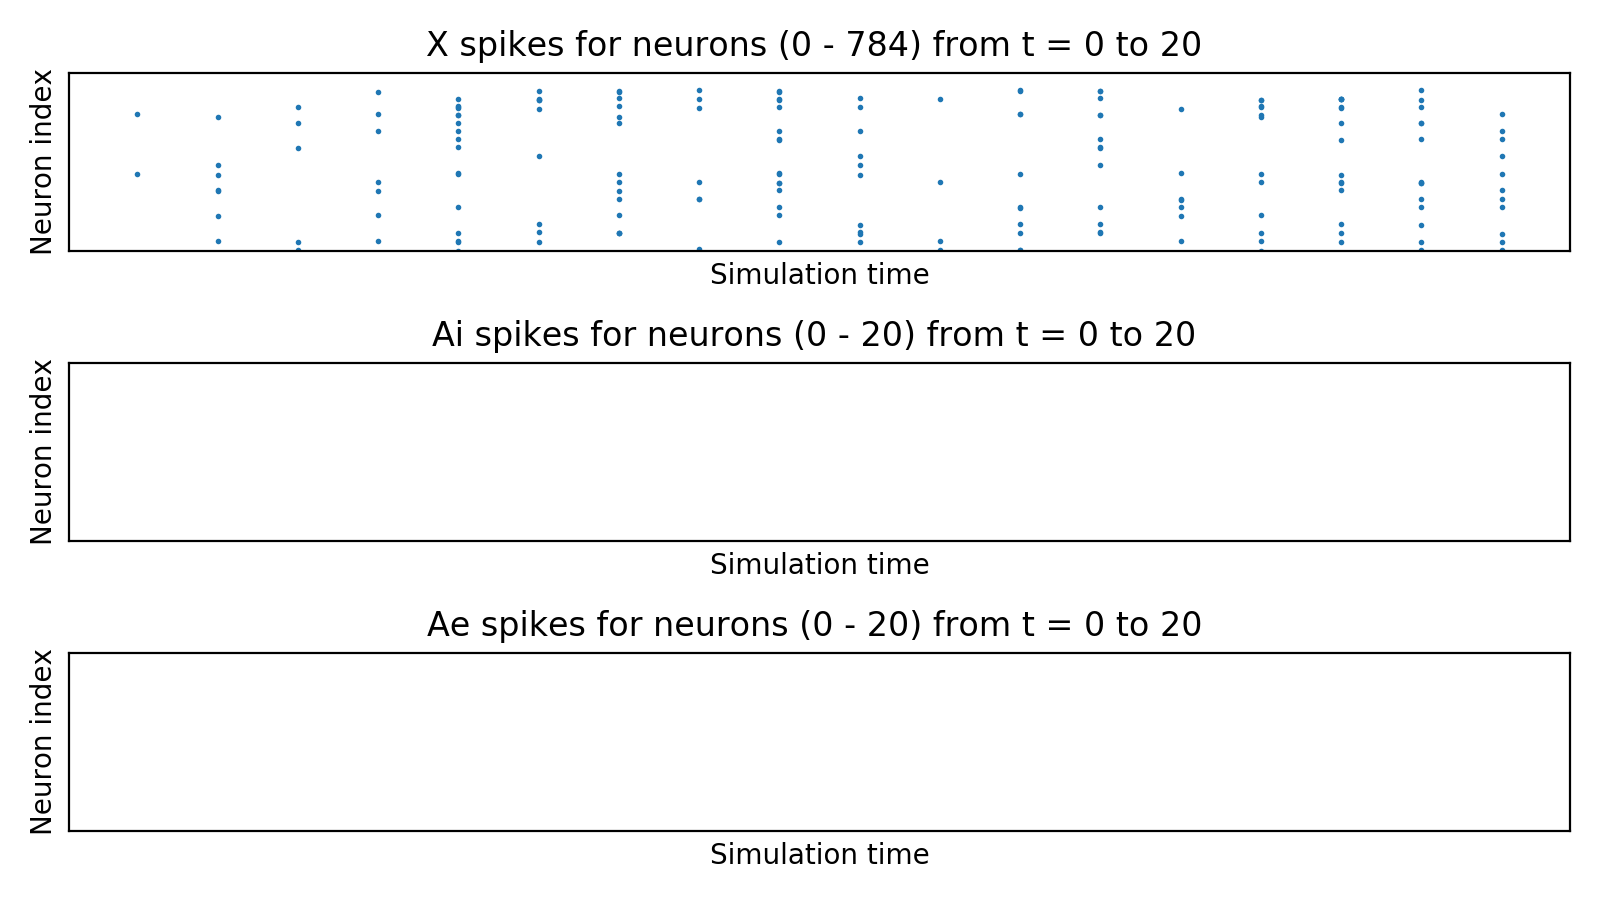 X spikes for neurons (0 - 784) from t = 0 to 20
Neuron index
Simulation time
Ai spikes for neurons (0 - 20) from t = 0 to 20
Neuron index
Simulation time
Ae spikes for neurons (0 - 20) from t = 0 to 20
Neuron index
Simulation time